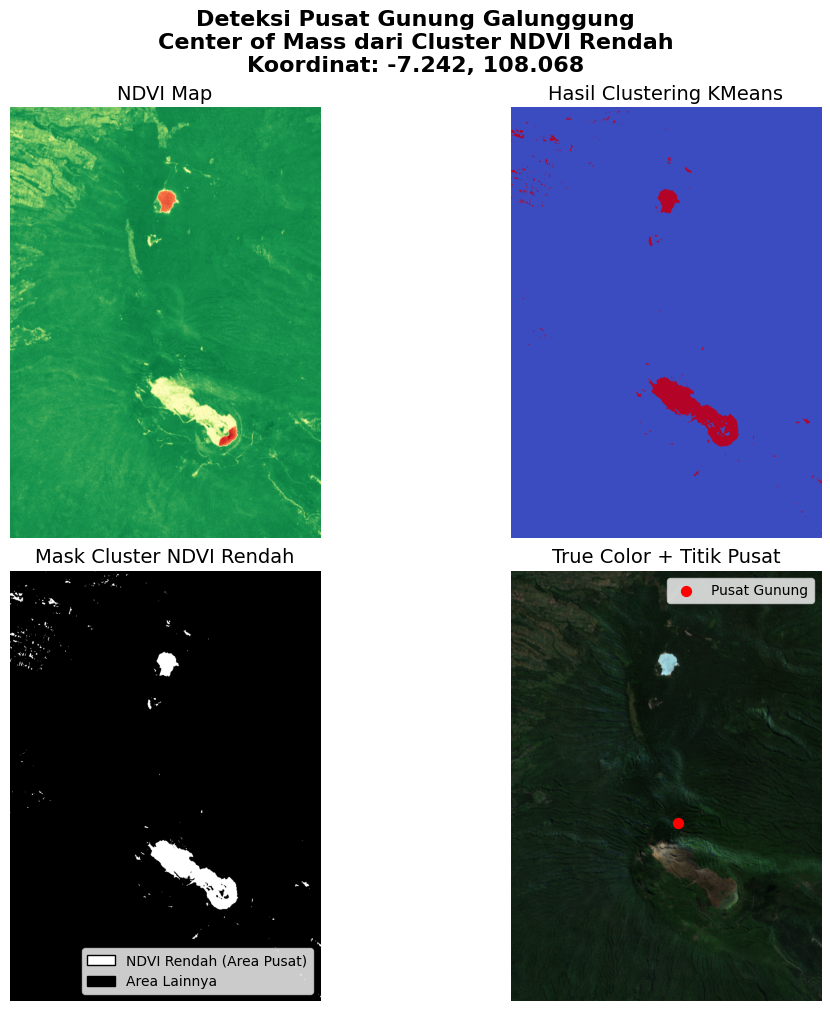 Deteksi Pusat Gunung Galunggung
Center of Mass dari Cluster NDVI Rendah
Koordinat: -7.242, 108.068
NDVI Map
Hasil Clustering KMeans
Mask Cluster NDVI Rendah
NDVI Rendah (Area Pusat)
Area Lainnya
True Color + Titik Pusat
Pusat Gunung